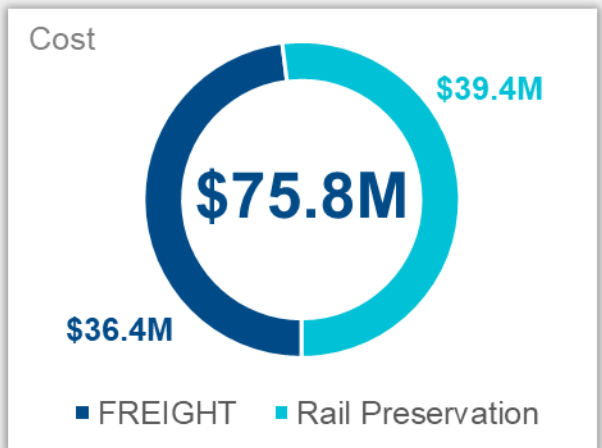 Cost
$39.4M
$75.8M
$36.4M
FREIGHT Rail Preservation